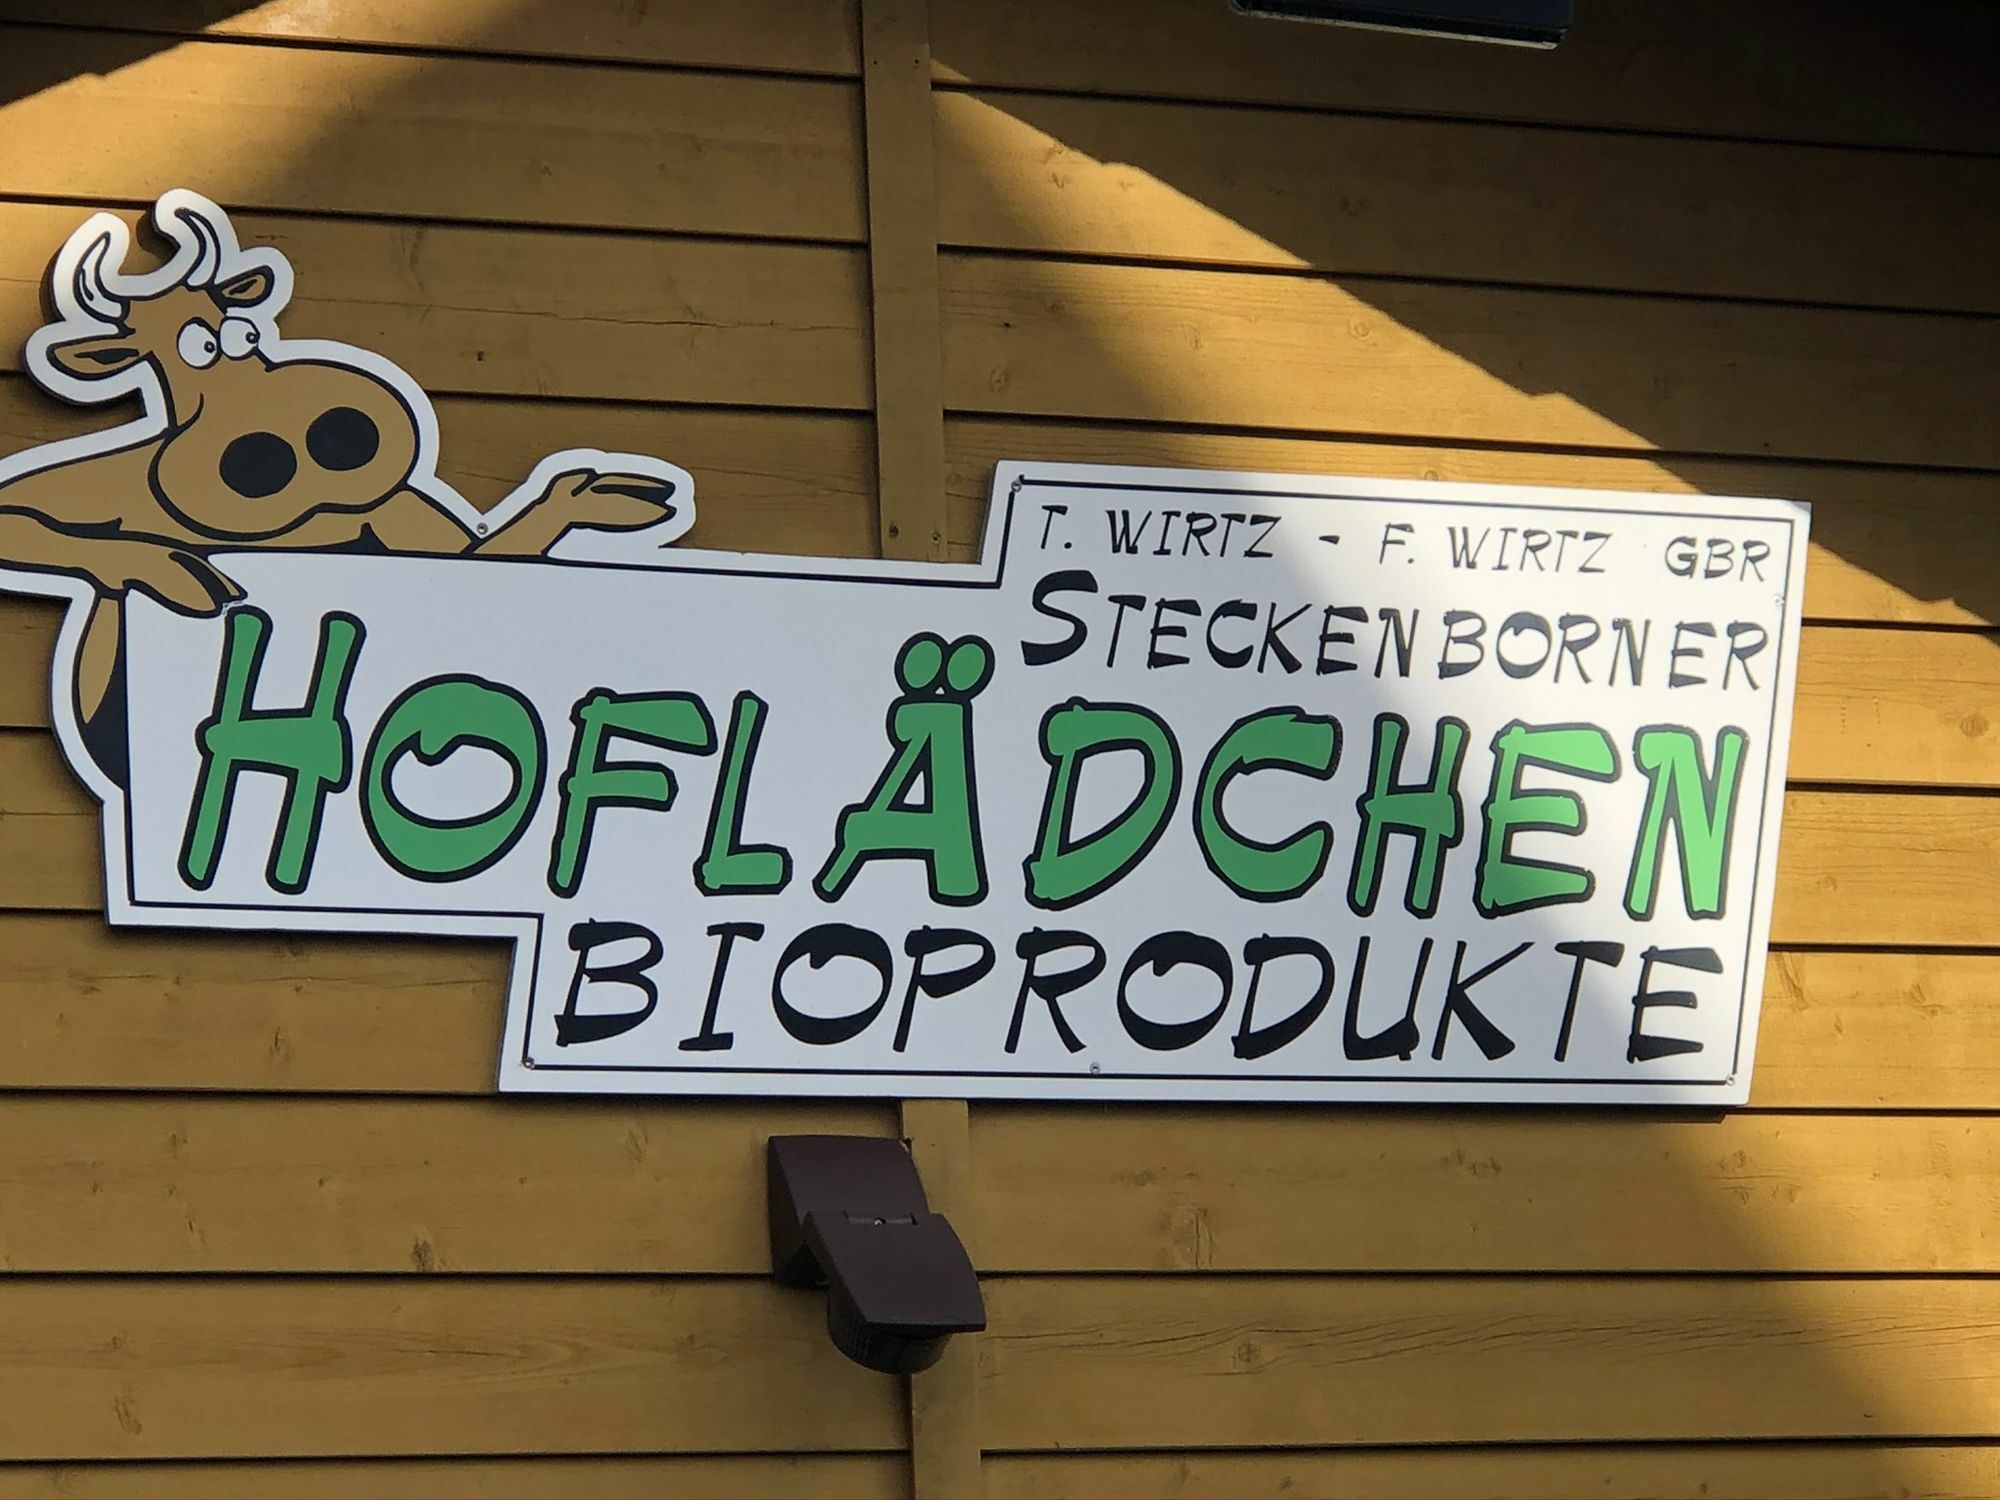 T. WIRTZ - F. WIRTZ GBR
STECKENBORNER
HOFLÄDCHEN
BIOPRODUKTE